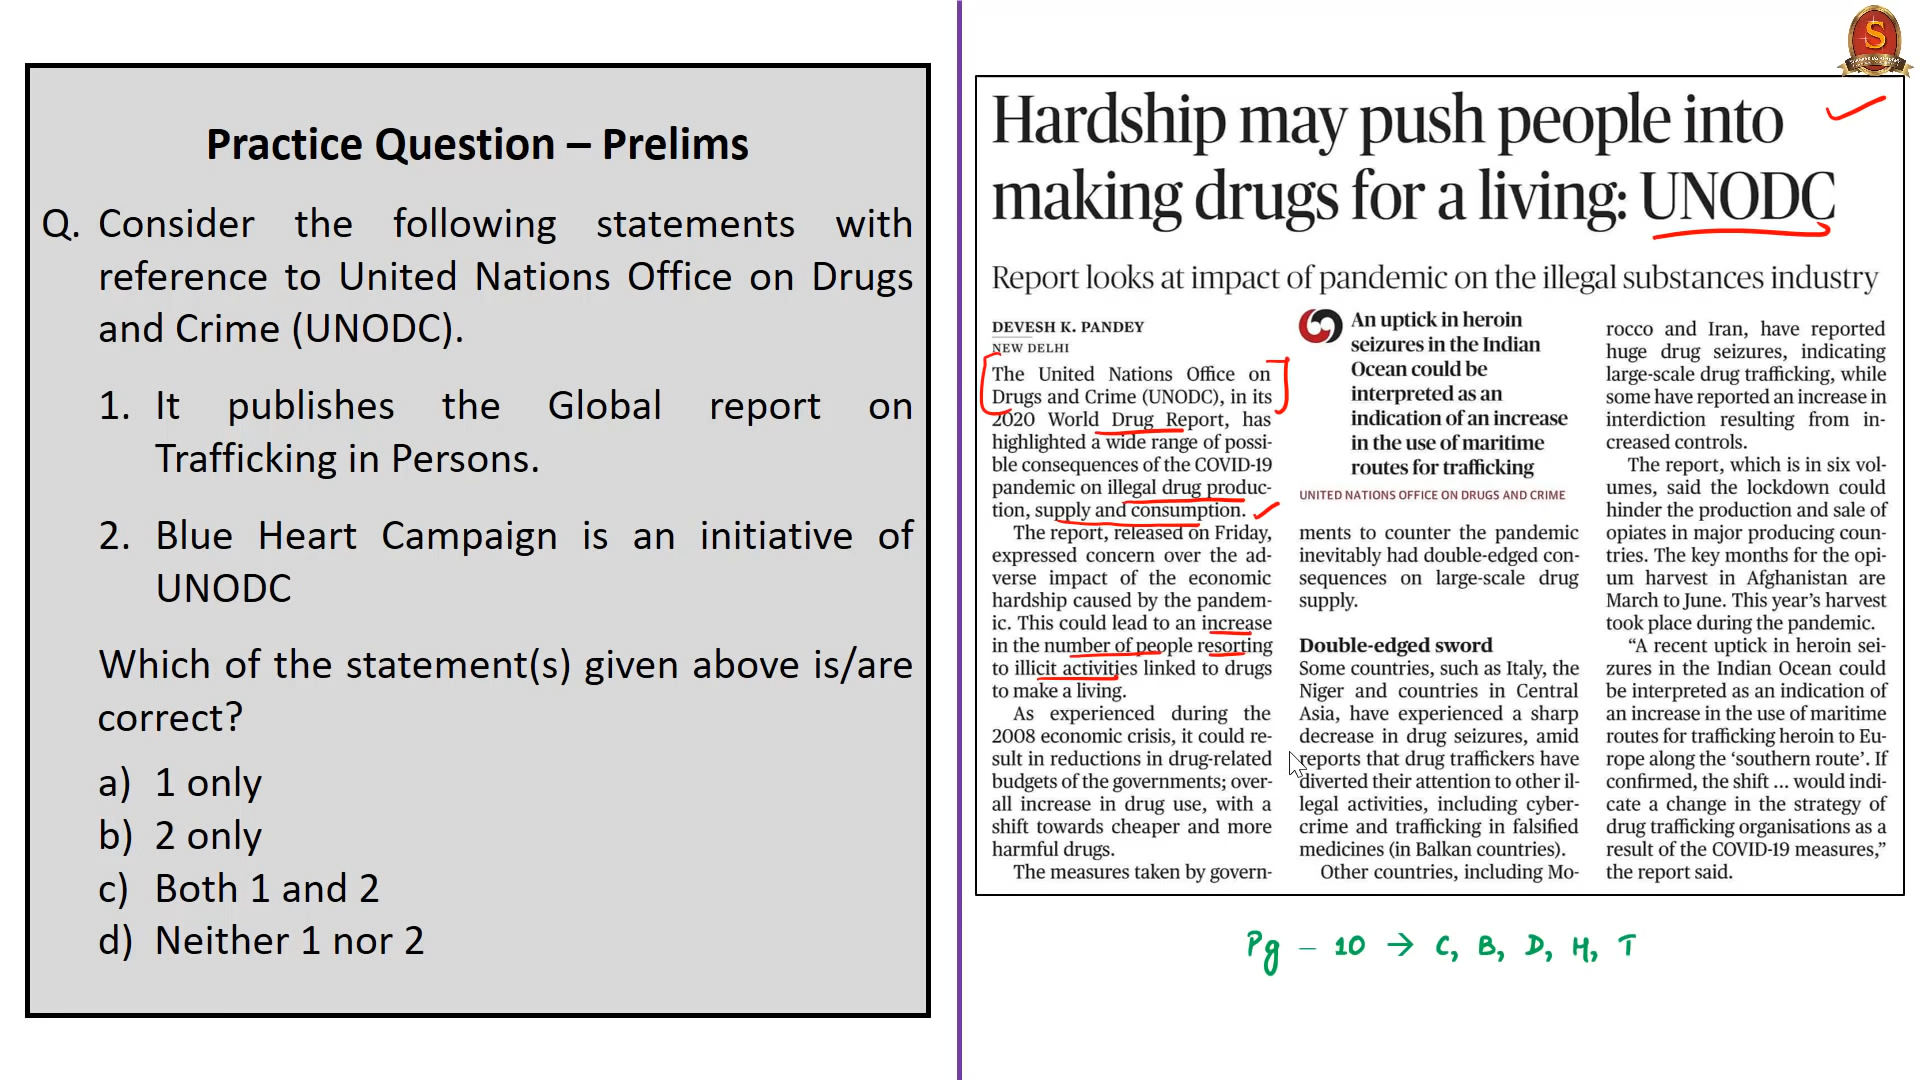 Practice Question – Prelims
Q. Consider the following statements with
reference to United Nations Office on Drugs
and Crime (UNODC).
1. It publishes the Global report on
Trafficking in Persons.
2. Blue Heart Campaign is an initiative of
UNODC
Which of the statement(s) given above is/are
correct?
a) 1 only
b) 2 only
c) Both 1 and 2
d) Neither 1 nor 2
S
Hardship may push people into
making drugs for a living: UNODC
Report looks at impact of pandemic on the illegal substances industry
DEVESH K. PANDEY
NEW DELHI
The United Nations Office on
Drugs and Crime (UNODC), in its
2020 World Drug Report, has
highlighted a wide range of possi-
ble consequences of the COVID-19
pandemic on illegal drug produc-
tion, supply and consumption.
The report, released on Friday,
expressed concern over the ad-
verse impact of the economic
hardship caused by the pandem-
ic. This could lead to an increase
in the number of people resorting
to illicit activities linked to drugs
to make a living.
As experienced during the
2008 economic crisis, it could re-
sult in reductions in drug-related
budgets of the governments; over-
all increase in drug use, with a
shift towards cheaper and more
harmful drugs.
The measures taken by govern-
An uptick in heroin
seizures in the Indian
Ocean could be
interpreted as an
indication of an increase
in the use of maritime
routes for trafficking
UNITED NATIONS OFFICE ON DRUGS AND CRIME
ments to counter the pandemic
inevitably had double-edged con-
sequences on large-scale drug
supply.
Double-edged sword
Some countries, such as Italy, the
Niger and countries in Central
Asia, have experienced a sharp
decrease in drug seizures, amid
reports that drug traffickers have
diverted their attention to other il-
legal activities, including cyber-
crime and trafficking in falsified
medicines (in Balkan countries).
Other countries, including Mo-
rocco and Iran, have reported
huge drug seizures, indicating
large-scale drug trafficking, while
some have reported an increase in
interdiction resulting from in-
creased controls.
The report, which is in six vol-
umes, said the lockdown could
hinder the production and sale of
opiates in major producing coun-
tries. The key months for the opi-
um harvest in Afghanistan are
March to June. This year’s harvest
took place during the pandemic.
“A recent uptick in heroin sei-
zures in the Indian Ocean could
be interpreted as an indication of
an increase in the use of maritime
routes for trafficking heroin to Eu-
rope along the ‘southern route’. If
confirmed, the shift ... would indi-
cate a change in the strategy of
drug trafficking organisations as a
result of the COVID-19 measures,”
the report said.
Pg – 10 → C, B, D, H, T